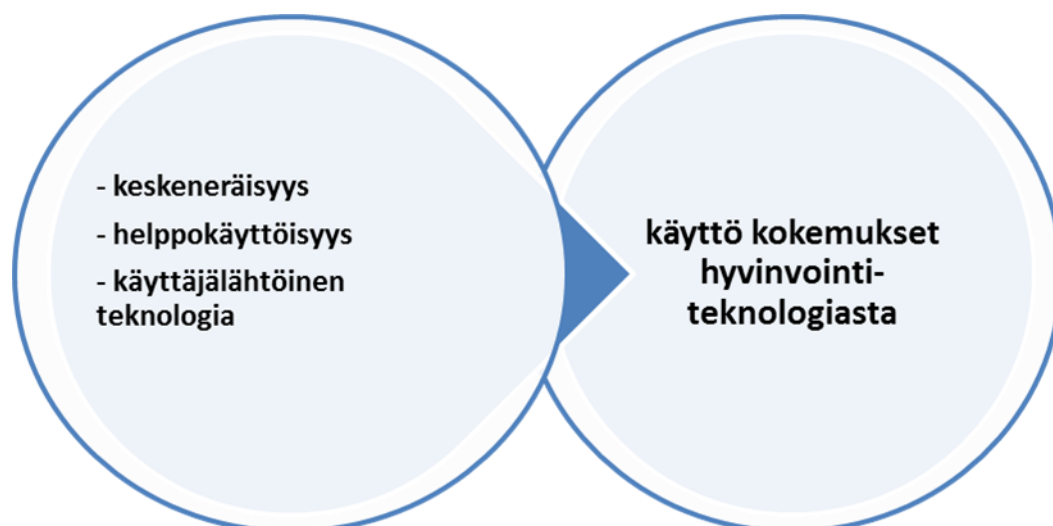 - keskeneräisyys
- helppokäyttöisyys
- käyttäjälähtöinen
teknologia
käyttö kokemukset
hyvinvointi-
teknologiasta